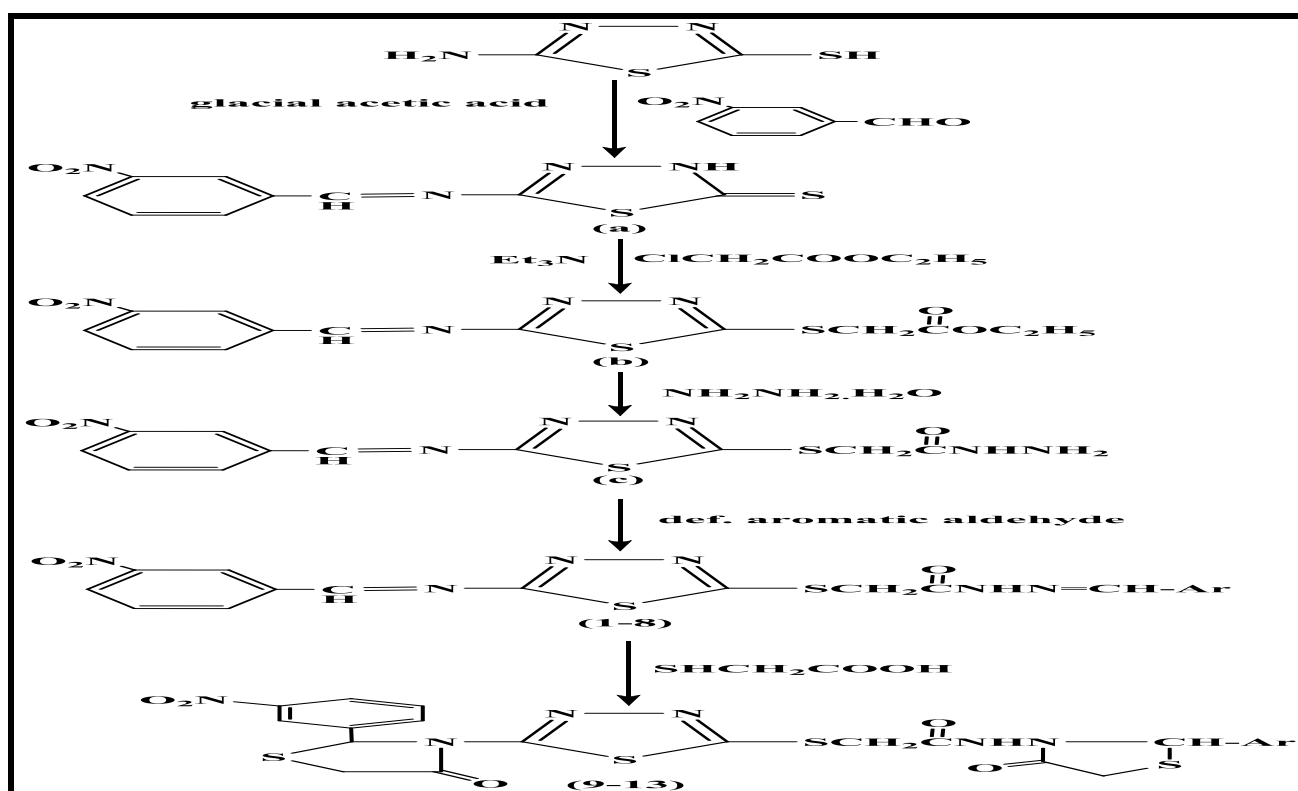 N N
H₂N S SH
glacial acetic acid O₂N CHO
O₂N N NH
C H N S S
(a)
Et₃N ClCH₂COOC₂H₅
O₂N N N O
C H N S SCH₂COC₂H₅
(b)
NH₂NH₂.H₂O
O₂N N N O
C H N S SCH₂CNHNH₂
(c)
def. aromatic aldehyde
O₂N N N O
C H N S SCH₂CNHN=CH-Ar
(1-8)
SHCH₂COOH
O₂N N N O
S N S SCH₂CNHN CH-Ar
O O S
(9-13)